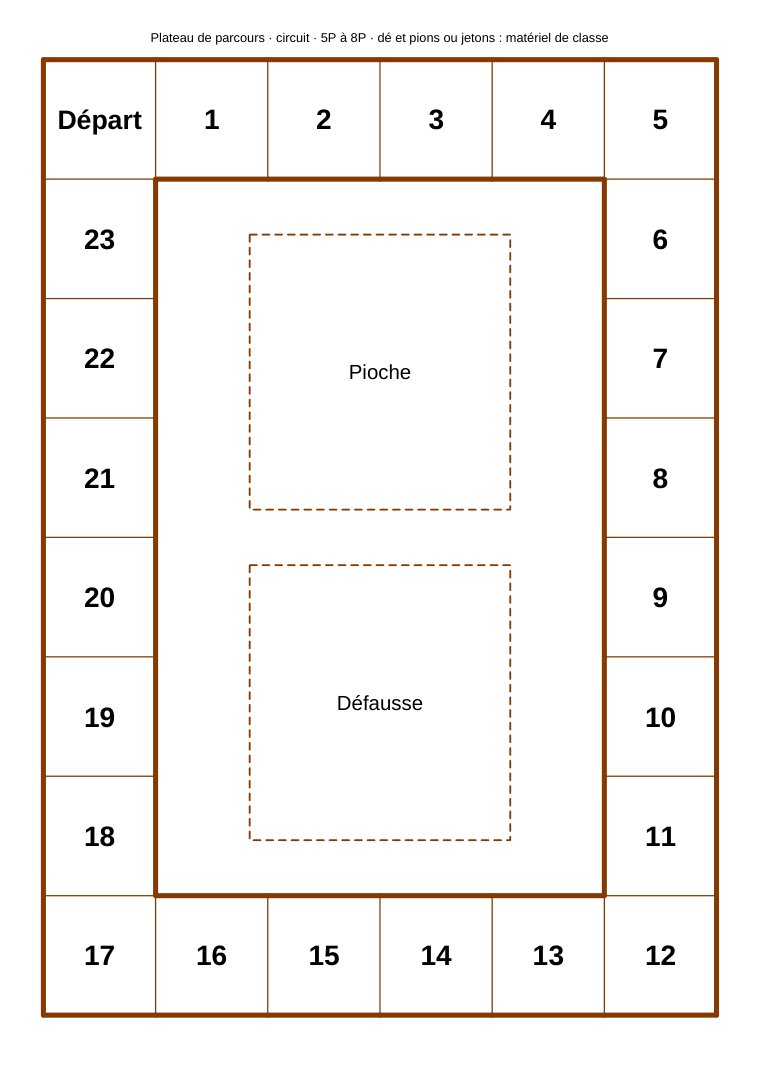 Plateau de parcours · circuit · 5P à 8P · dé et pions ou jetons : matériel de classe
Départ 1 2 3 4 5
23 6
22 7
Pioche
21 8
20 9
Défausse
19 10
18 11
17 16 15 14 13 12